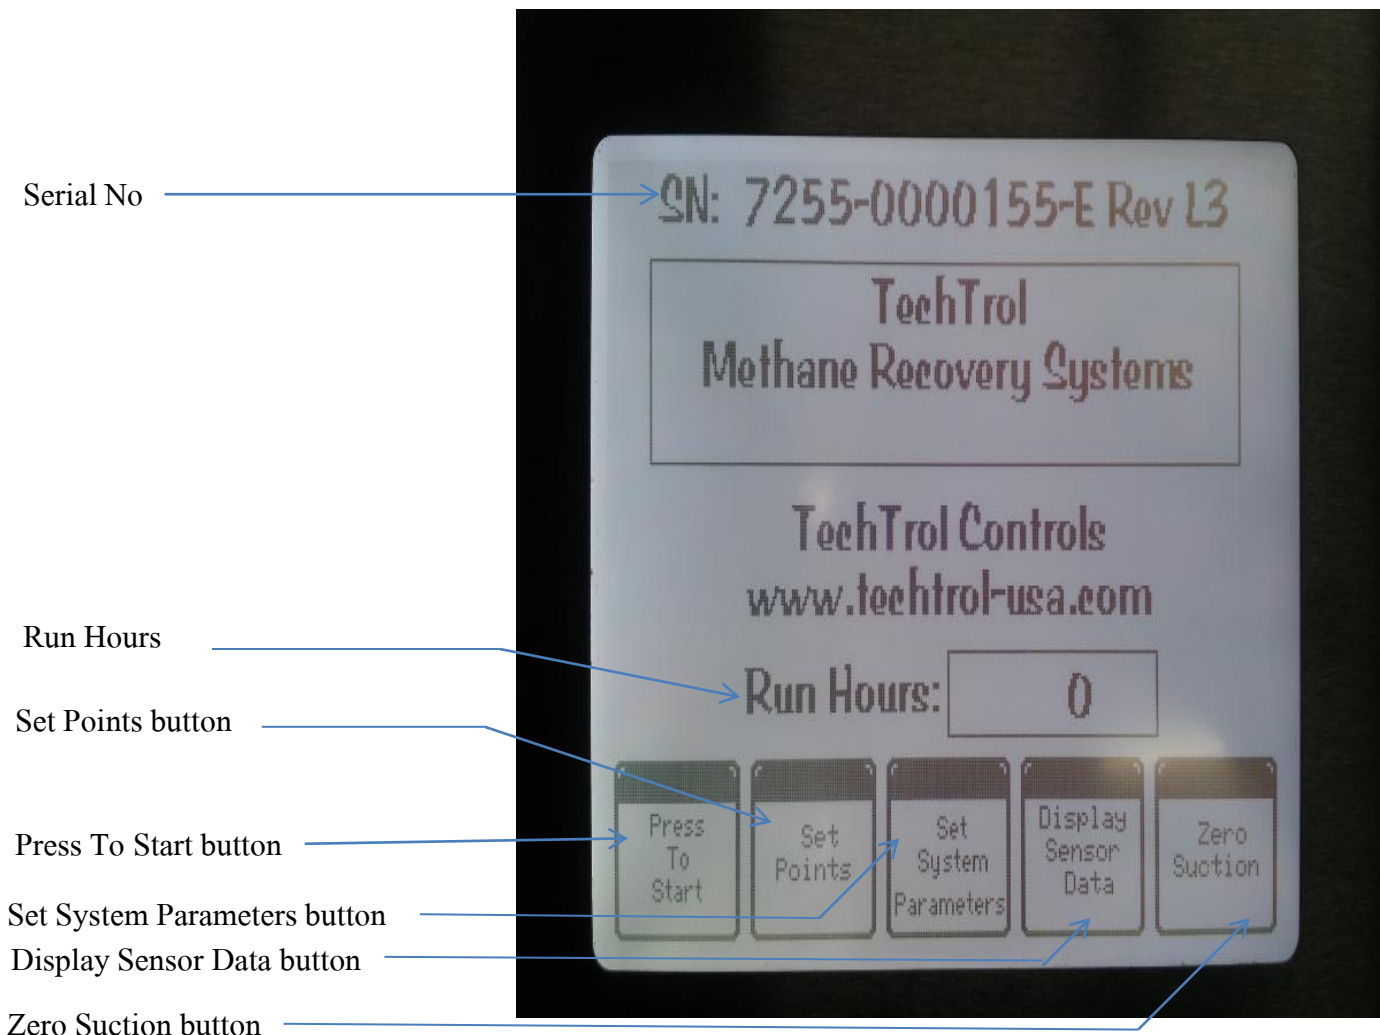 Serial No
SN: 7255-0000155-E Rev L3
TechTrol
Methane Recovery Systems
TechTrol Controls
www.techtrol-usa.com
Run Hours
Run Hours: 0
Set Points button
Press To Start button
Set System Parameters button
Display Sensor Data button
Zero Suction button
Press
To
Start
Set
Points
Set
System
Parameters
Display
Sensor
Data
Zero
Suction